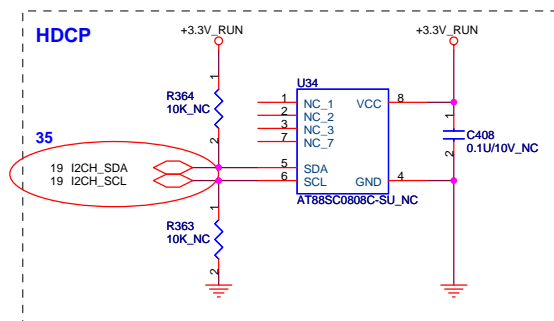 HDCP
+3.3V_RUN
+3.3V_RUN
U34
1
R364
10K_NC
2
1 NC_1
2 NC_2
3 NC_3
7 NC_7
VCC 8
1
C408
0.1U/10V_NC
2
35
19 I2CH_SDA
19 I2CH_SCL
5 SDA
6 SCL
GND 4
AT88SC0808C-SU_NC
1
R363
10K_NC
2